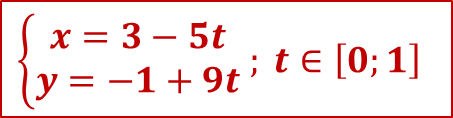 x = 3 − 5t
y = −1 + 9t ; t ∈ [0; 1]